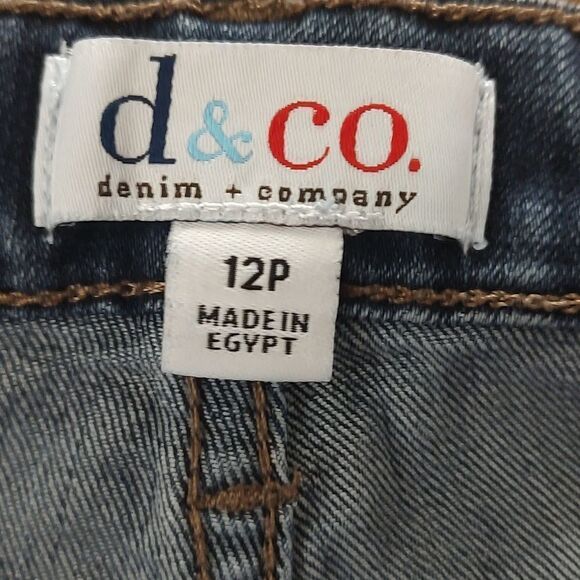 d&co.
denim + company
12P
MADE IN
EGYPT